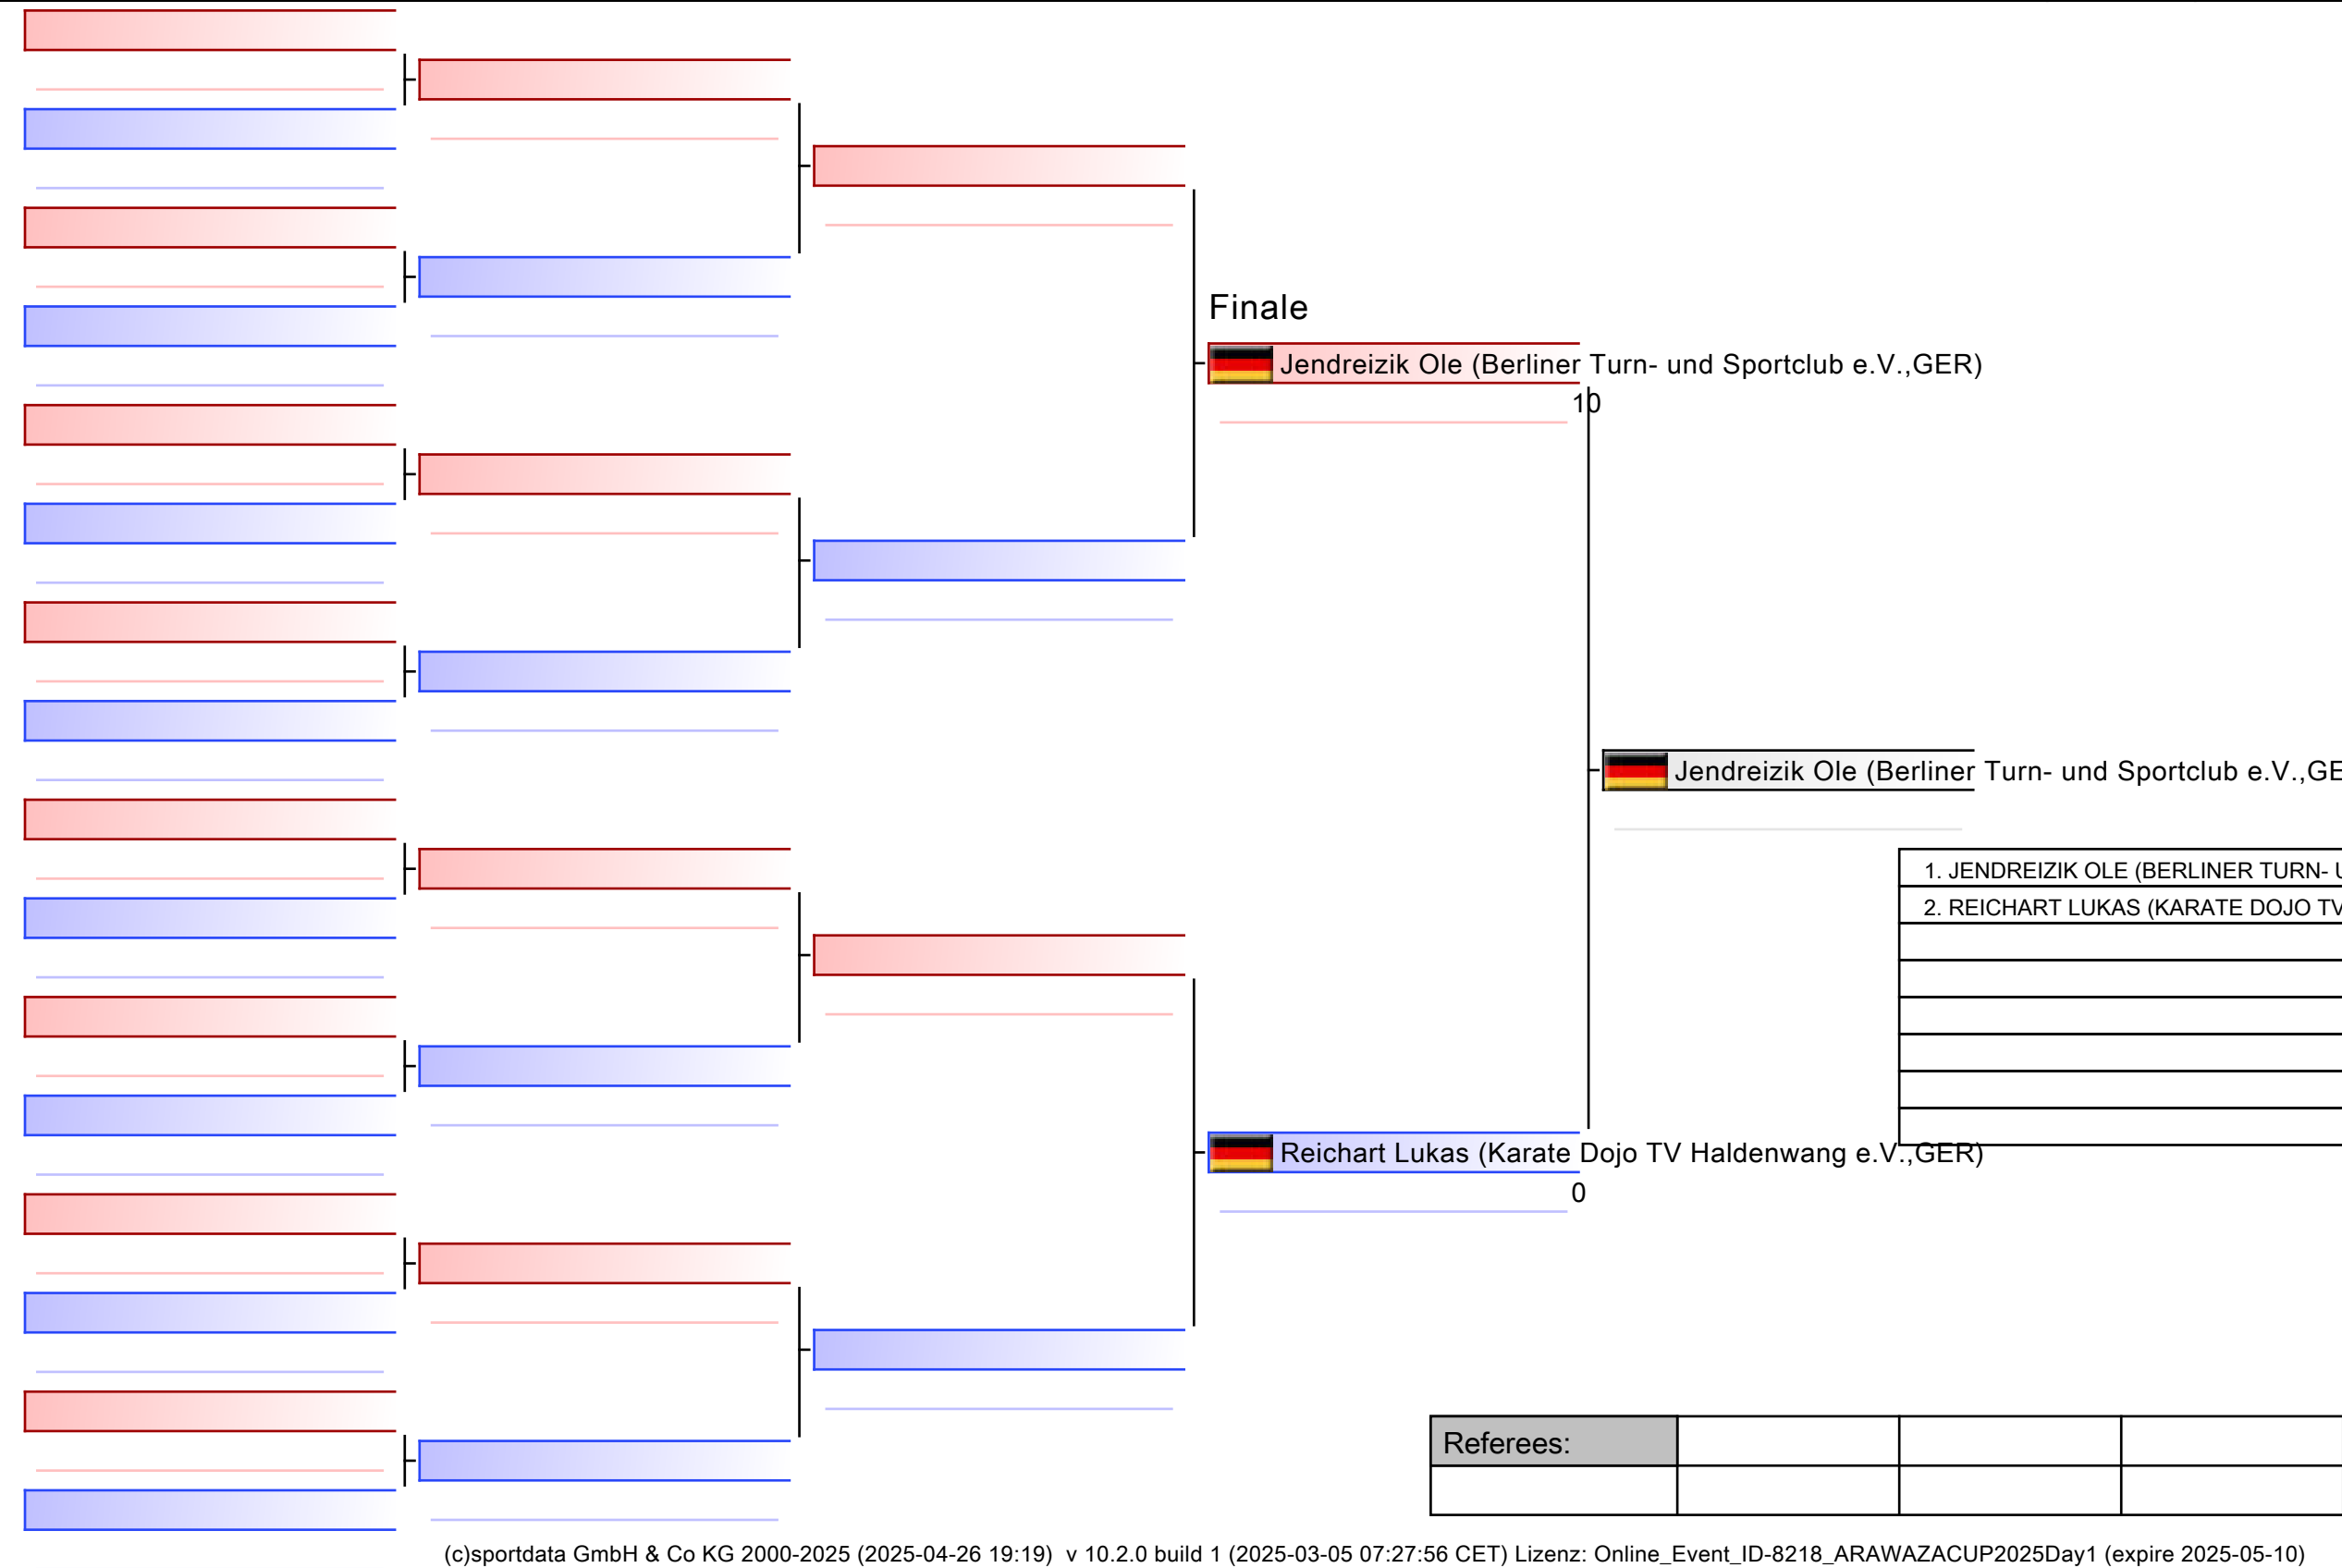 Finale
Jendreizik Ole (Berliner Turn- und Sportclub e.V.,GER)
10
Jendreizik Ole (Berliner Turn- und Sportclub e.V.,GE
1. JENDREIZIK OLE (BERLINER TURN- U
2. REICHART LUKAS (KARATE DOJO TV
Reichart Lukas (Karate Dojo TV Haldenwang e.V.,GER)
0
Referees:
(c)sportdata GmbH & Co KG 2000-2025 (2025-04-26 19:19) v 10.2.0 build 1 (2025-03-05 07:27:56 CET) Lizenz: Online_Event_ID-8218_ARAWAZACUP2025Day1 (expire 2025-05-10)